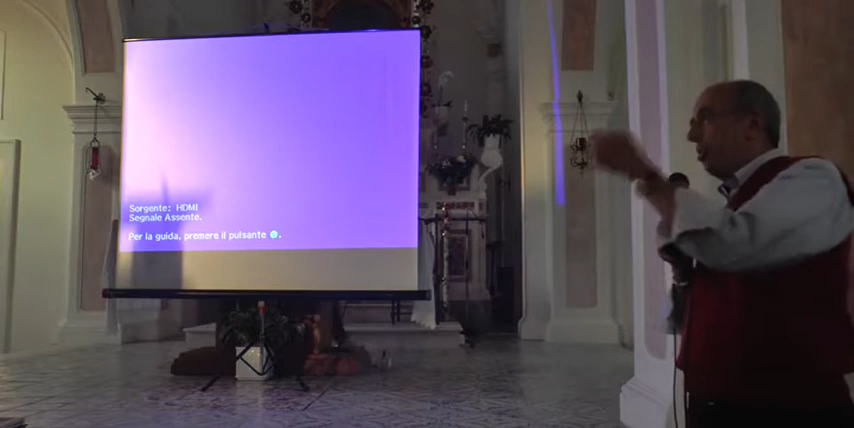 Sorgente: HDMI
Segnale Assente.
Per la guida, premere il pulsante ?.